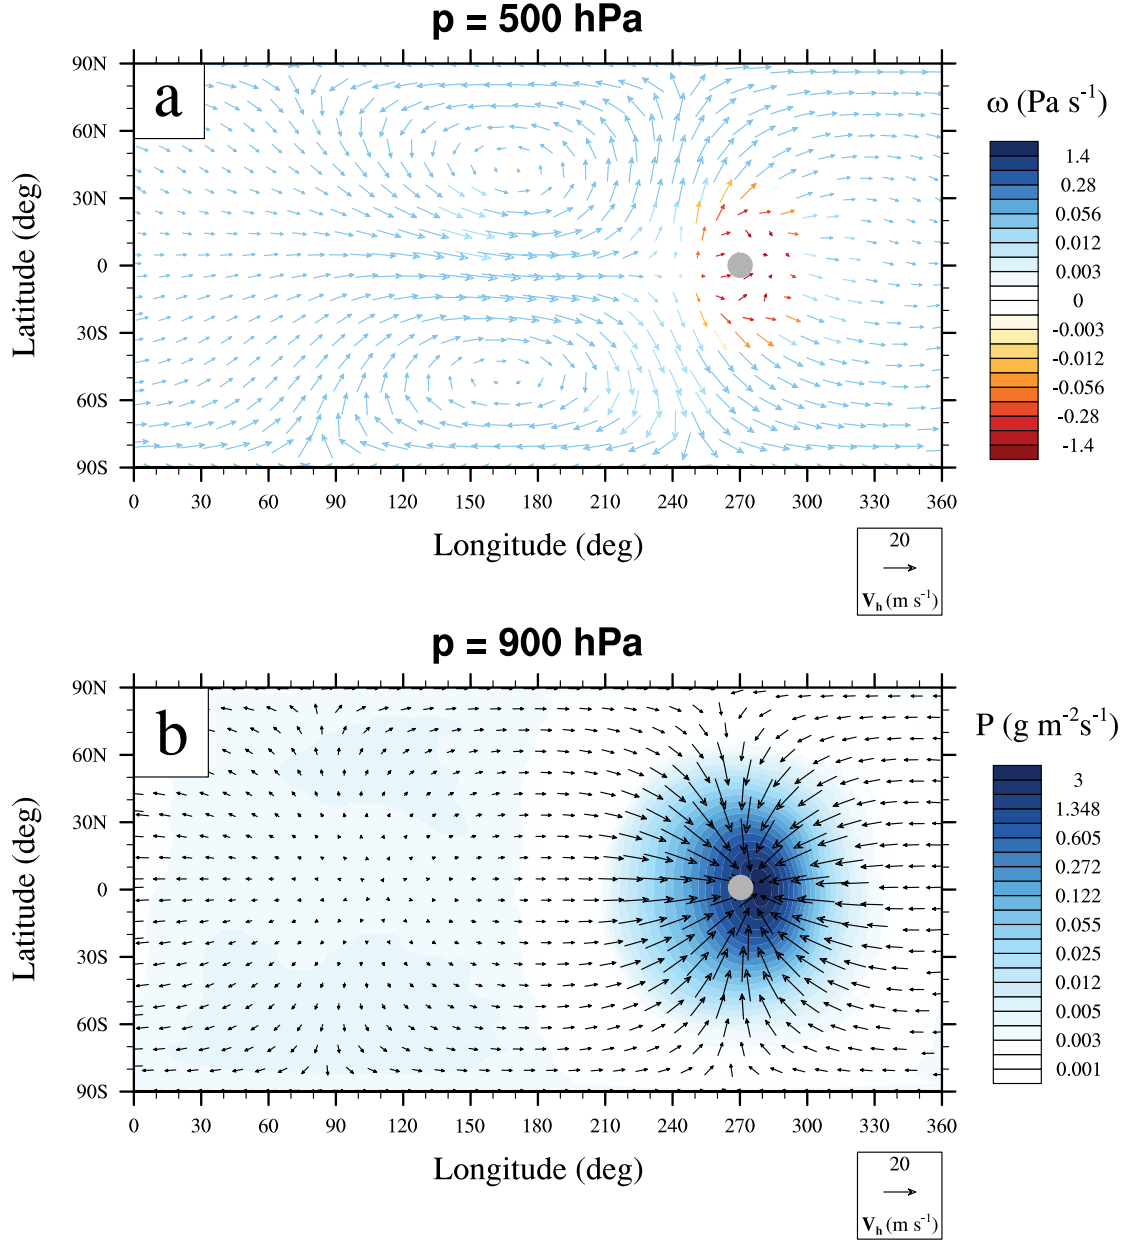 p = 500 hPa
a
90N
60N
30N
0
30S
60S
90S
Latitude (deg)
0 30 60 90 120 150 180 210 240 270 300 330 360
Longitude (deg)
ω (Pa s⁻¹)
1.4
0.28
0.056
0.012
0.003
0
-0.003
-0.012
-0.056
-0.28
-1.4
20
Vₕ (m s⁻¹)
p = 900 hPa
b
90N
60N
30N
0
30S
60S
90S
Latitude (deg)
0 30 60 90 120 150 180 210 240 270 300 330 360
Longitude (deg)
P (g m⁻²s⁻¹)
3
1.348
0.605
0.272
0.122
0.055
0.025
0.012
0.005
0.003
0.001
20
Vₕ (m s⁻¹)